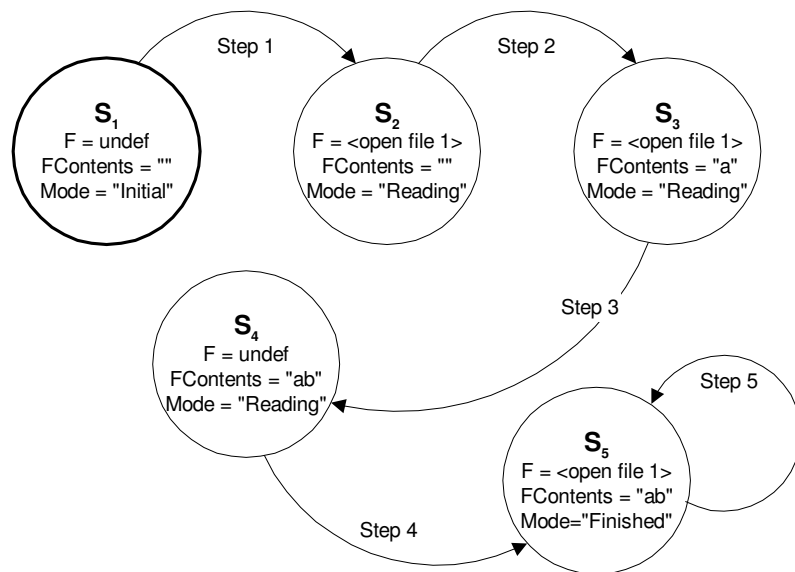 Step 1
Step 2
S₁
F = undef
FContents = ""
Mode = "Initial"
S₂
F = <open file 1>
FContents = ""
Mode = "Reading"
S₃
F = <open file 1>
FContents = "a"
Mode = "Reading"
Step 3
S₄
F = undef
FContents = "ab"
Mode = "Reading"
Step 5
S₅
F = <open file 1>
FContents = "ab"
Mode="Finished"
Step 4